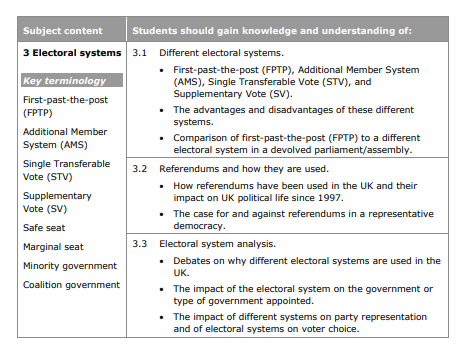 Subject content
Students should gain knowledge and understanding of:
3 Electoral systems
Key terminology
First-past-the-post
(FPTP)
Additional Member
System (AMS)
Single Transferable
Vote (STV)
Supplementary
Vote (SV)
Safe seat
Marginal seat
Minority government
Coalition government
3.1 Different electoral systems.
• First-past-the-post (FPTP), Additional Member System
(AMS), Single Transferable Vote (STV), and
Supplementary Vote (SV).
• The advantages and disadvantages of these different
systems.
• Comparison of first-past-the-post (FPTP) to a different
electoral system in a devolved parliament/assembly.
3.2 Referendums and how they are used.
• How referendums have been used in the UK and their
impact on UK political life since 1997.
• The case for and against referendums in a representative
democracy.
3.3 Electoral system analysis.
• Debates on why different electoral systems are used in the
UK.
• The impact of the electoral system on the government or
type of government appointed.
• The impact of different systems on party representation
and of electoral systems on voter choice.